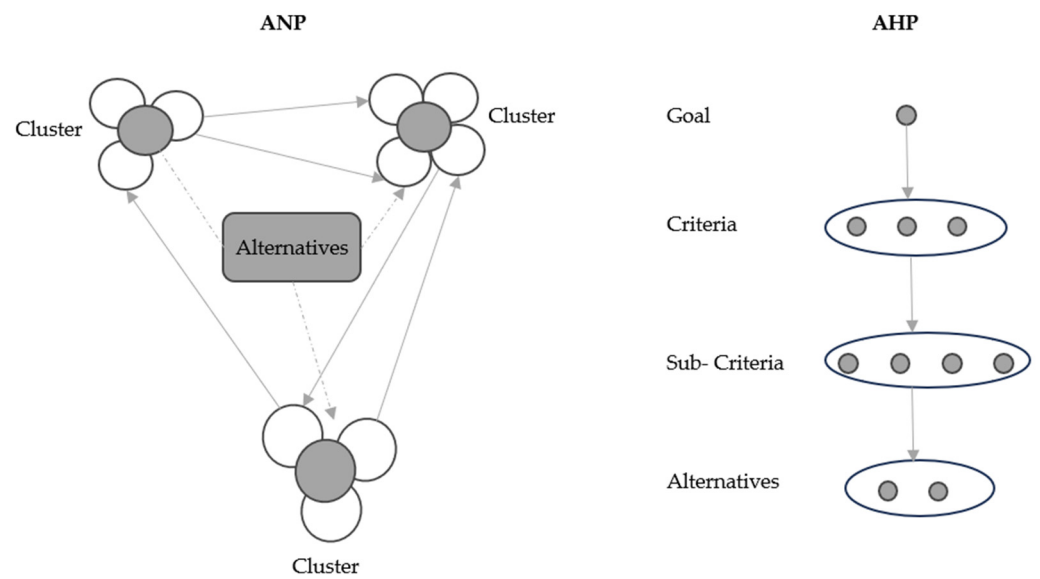 ANP
Cluster
Cluster
Alternatives
Cluster
AHP
Goal
Criteria
Sub- Criteria
Alternatives